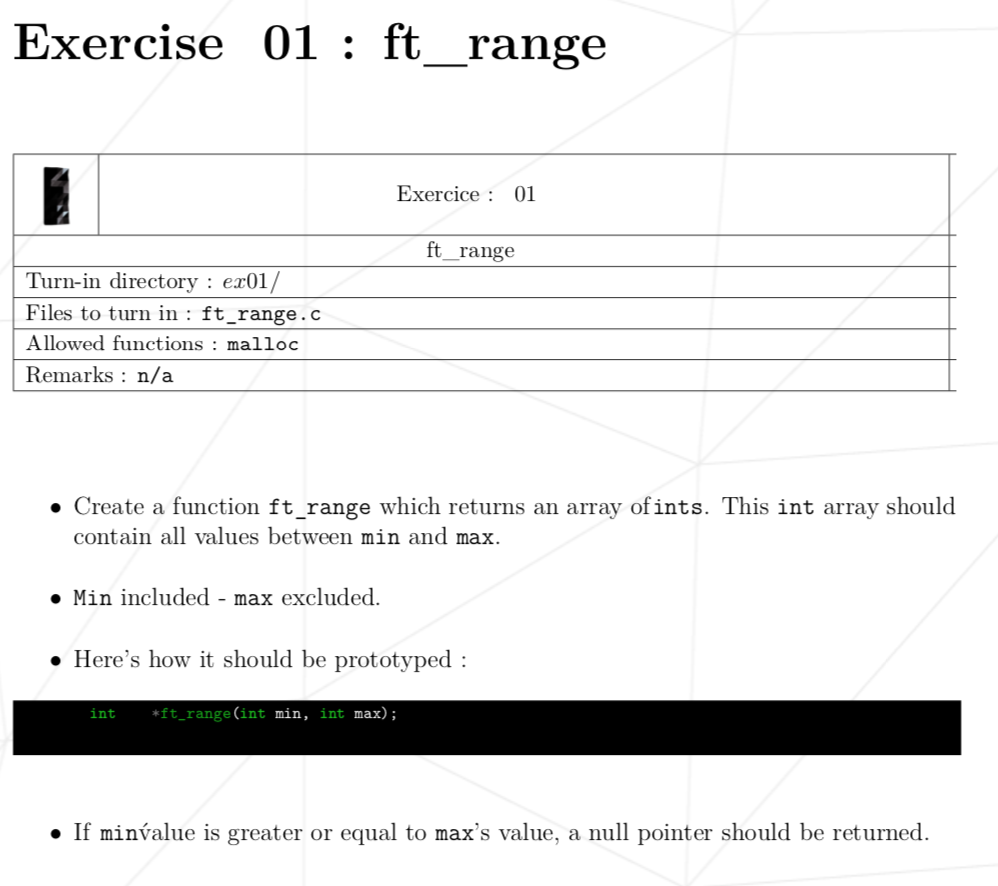 Exercise 01 : ft_range
Exercice : 01
ft_range
Turn-in directory : ex01/
Files to turn in : ft_range.c
Allowed functions : malloc
Remarks : n/a
• Create a function ft_range which returns an array of ints. This int array should
contain all values between min and max.
• Min included - max excluded.
• Here's how it should be prototyped :
int *ft_range(int min, int max);
• If minv́alue is greater or equal to max's value, a null pointer should be returned.